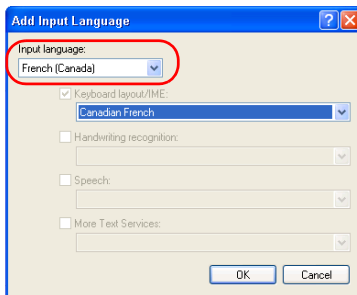 Add Input Language
Input language:
French (Canada)
Keyboard layout/IME:
Canadian French
Handwriting recognition:
Speech:
More Text Services:
OK Cancel